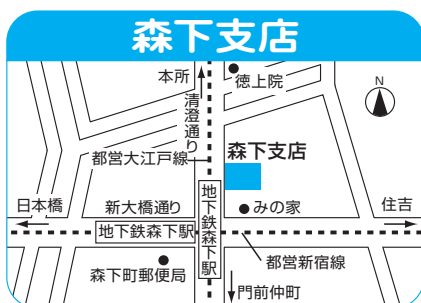 森下支店
本所
徳上院
清澄通り
N
都営大江戸線
森下支店
日本橋
新大橋通り
地下鉄森下駅
みの家
住吉
地下鉄森下駅
都営新宿線
森下町郵便局
門前仲町